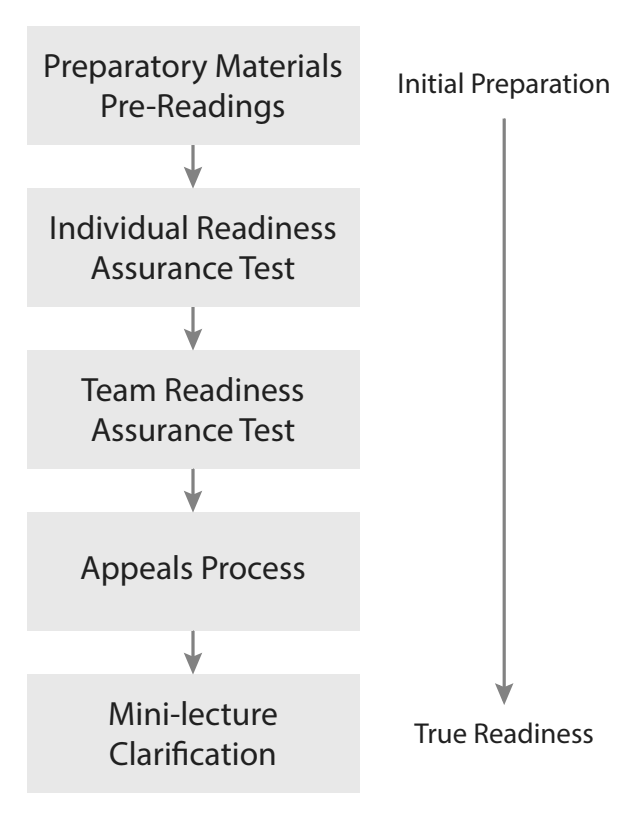 Preparatory Materials
Pre-Readings
Initial Preparation
Individual Readiness
Assurance Test
Team Readiness
Assurance Test
Appeals Process
Mini-lecture
Clarification
True Readiness